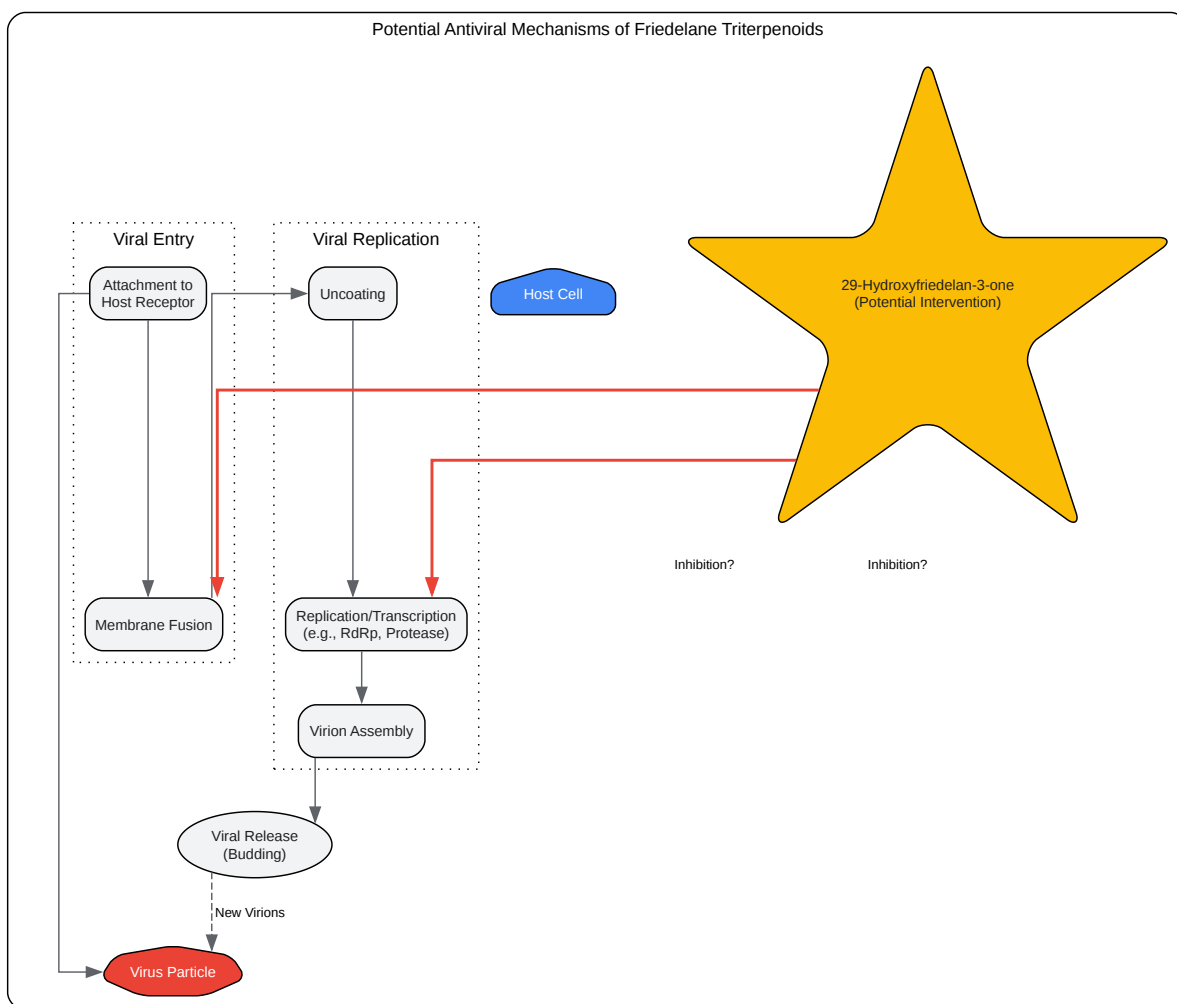 Potential Antiviral Mechanisms of Friedelane Triterpenoids
Viral Entry
Viral Replication
Attachment to
Host Receptor
Uncoating
Host Cell
29-Hydroxyfriedelan-3-one
(Potential Intervention)
Inhibition?
Inhibition?
Membrane Fusion
Replication/Transcription
(e.g., RdRp, Protease)
Virion Assembly
Viral Release
(Budding)
New Virions
Virus Particle